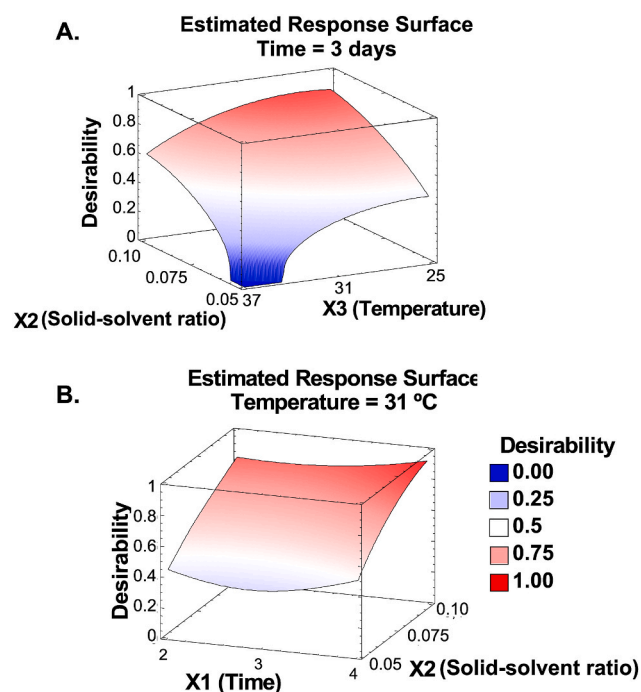 A.
Estimated Response Surface
Time = 3 days
Desirability
1
0.8
0.6
0.4
0.2
0
0.10
0.075
0.05
37
31
25
X2 (Solid-solvent ratio)
X3 (Temperature)
B.
Estimated Response Surface
Temperature = 31 ºC
Desirability
1
0.8
0.6
0.4
0.2
0
2
3
4
0.05
0.075
0.10
X1 (Time)
X2 (Solid-solvent ratio)
Desirability
0.00
0.25
0.5
0.75
1.00